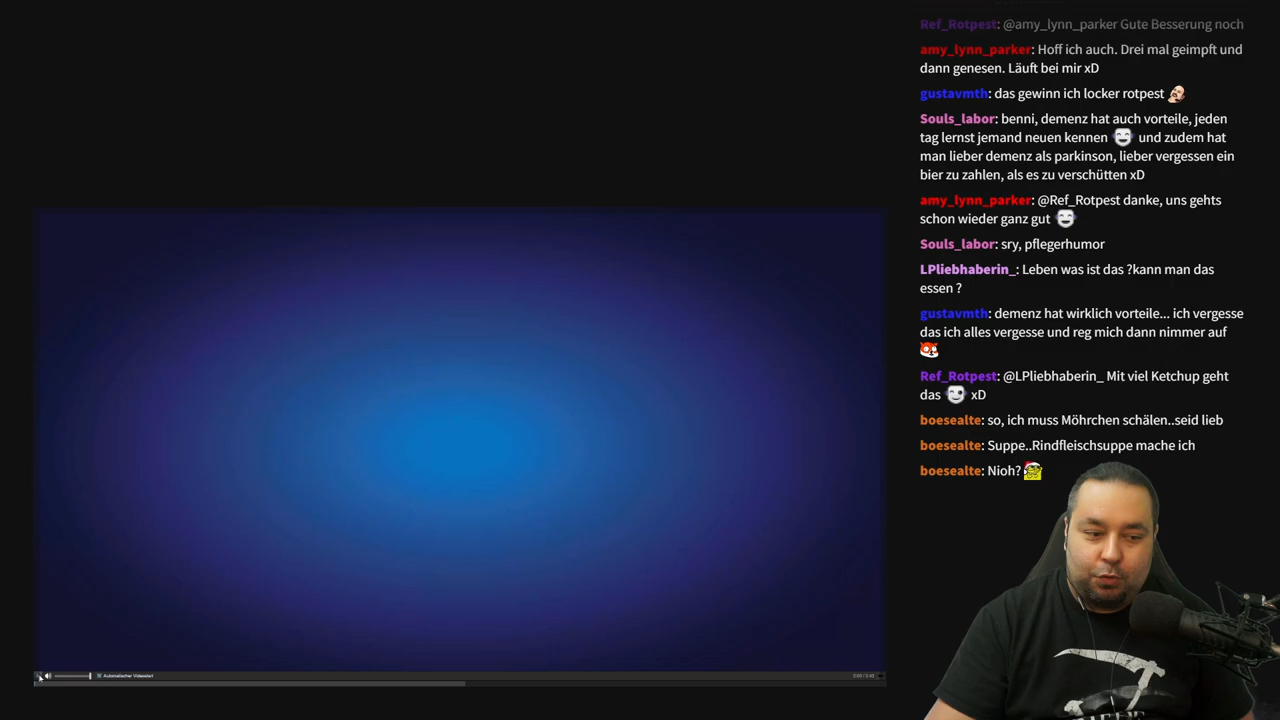 Ref_Rotpest: @amy_lynn_parker Gute Besserung noch
amy_lynn_parker: Hoff ich auch. Drei mal geimpft und
dann genesen. Läuft bei mir xD
gustavmth: das gewinn ich locker rotpest
Souls_labor: benni, demenz hat auch vorteile, jeden
tag lernst jemand neuen kennen und zudem hat
man lieber demenz als parkinson, lieber vergessen ein
bier zu zahlen, als es zu verschütten xD
amy_lynn_parker: @Ref_Rotpest danke, uns gehts
schon wieder ganz gut
Souls_labor: sry, pflegerhumor
LPliebhaberin_: Leben was ist das ?kann man das
essen ?
gustavmth: demenz hat wirklich vorteile... ich vergesse
das ich alles vergesse und reg mich dann nimmer auf
Ref_Rotpest: @LPliebhaberin_ Mit viel Ketchup geht
das xD
boesealte: so, ich muss Möhrchen schälen..seid lieb
boesealte: Suppe..Rindfleischsuppe mache ich
boesealte: Nioh?
Automatischer Videostart